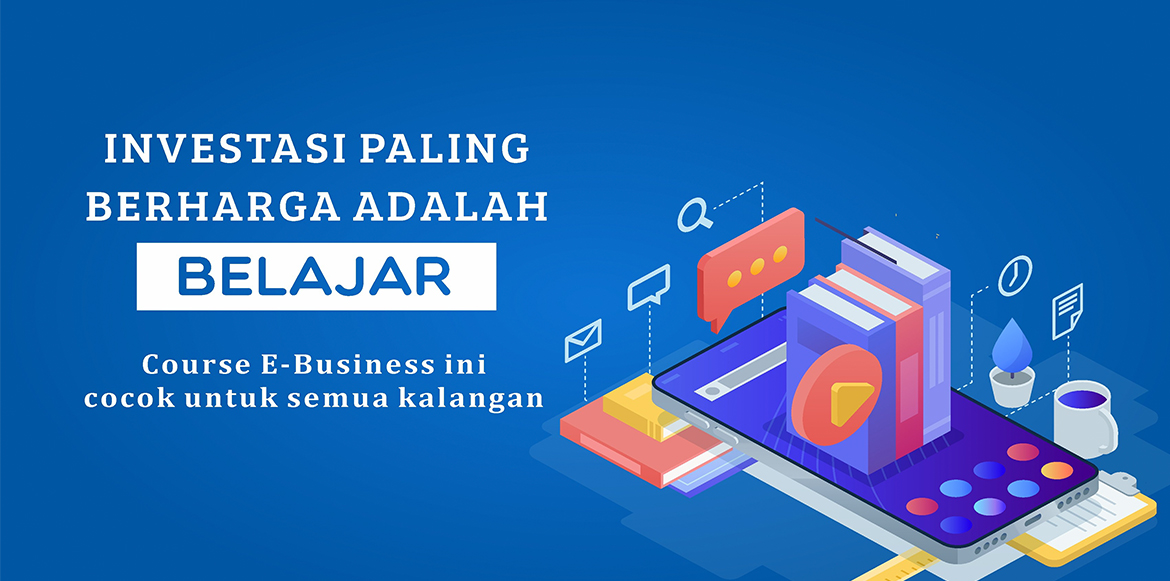 INVESTASI PALING
BERHARGA ADALAH
BELAJAR
Course E-Business ini
cocok untuk semua kalangan